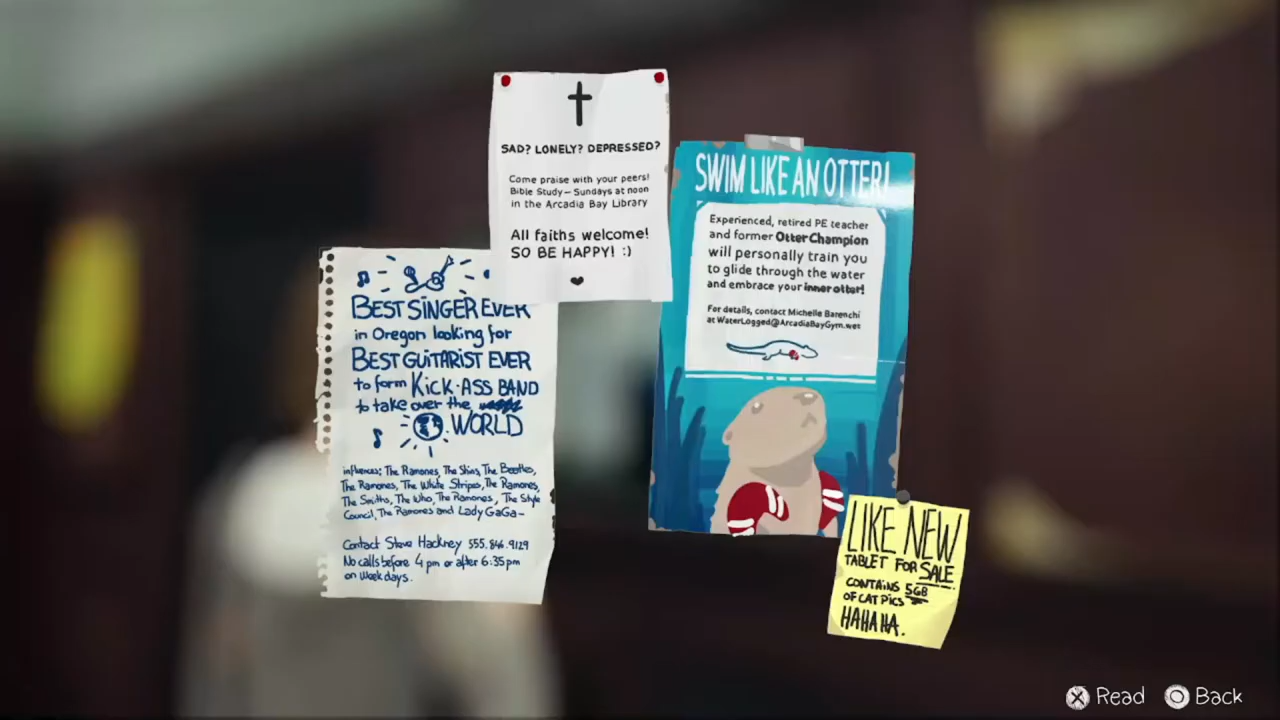 SAD? LONELY? DEPRESSED?
Come praise with your peers!
Bible Study – Sundays at noon
in the Arcadia Bay Library
All faiths welcome!
SO BE HAPPY! :)
SWIM LIKE AN OTTER!
Experienced, retired PE teacher
and former Otter Champion
will personally train you
to glide through the water
and embrace your inner otter!
For details, contact Michelle Barenchi
at WaterLogged@ArcadiaBayGym.wet
BEST SINGER EVER
in Oregon looking for
BEST GUITARIST EVER
to form KICK-ASS BAND
to take over the
WORLD
influences: The Ramones, The Shins, The Beatles,
The Ramones, The White Stripes, The Ramones,
The Smiths, The Who, The Ramones, The Style
Council, The Ramones and Lady GaGa-
Contact Steve Hackney 555.846.9129
No calls before 4 pm or after 6:35 pm
on weekdays.
LIKE NEW
TABLET FOR SALE
CONTAINS 5GB
OF CAT PICS
HAHAHA.
Read
Back